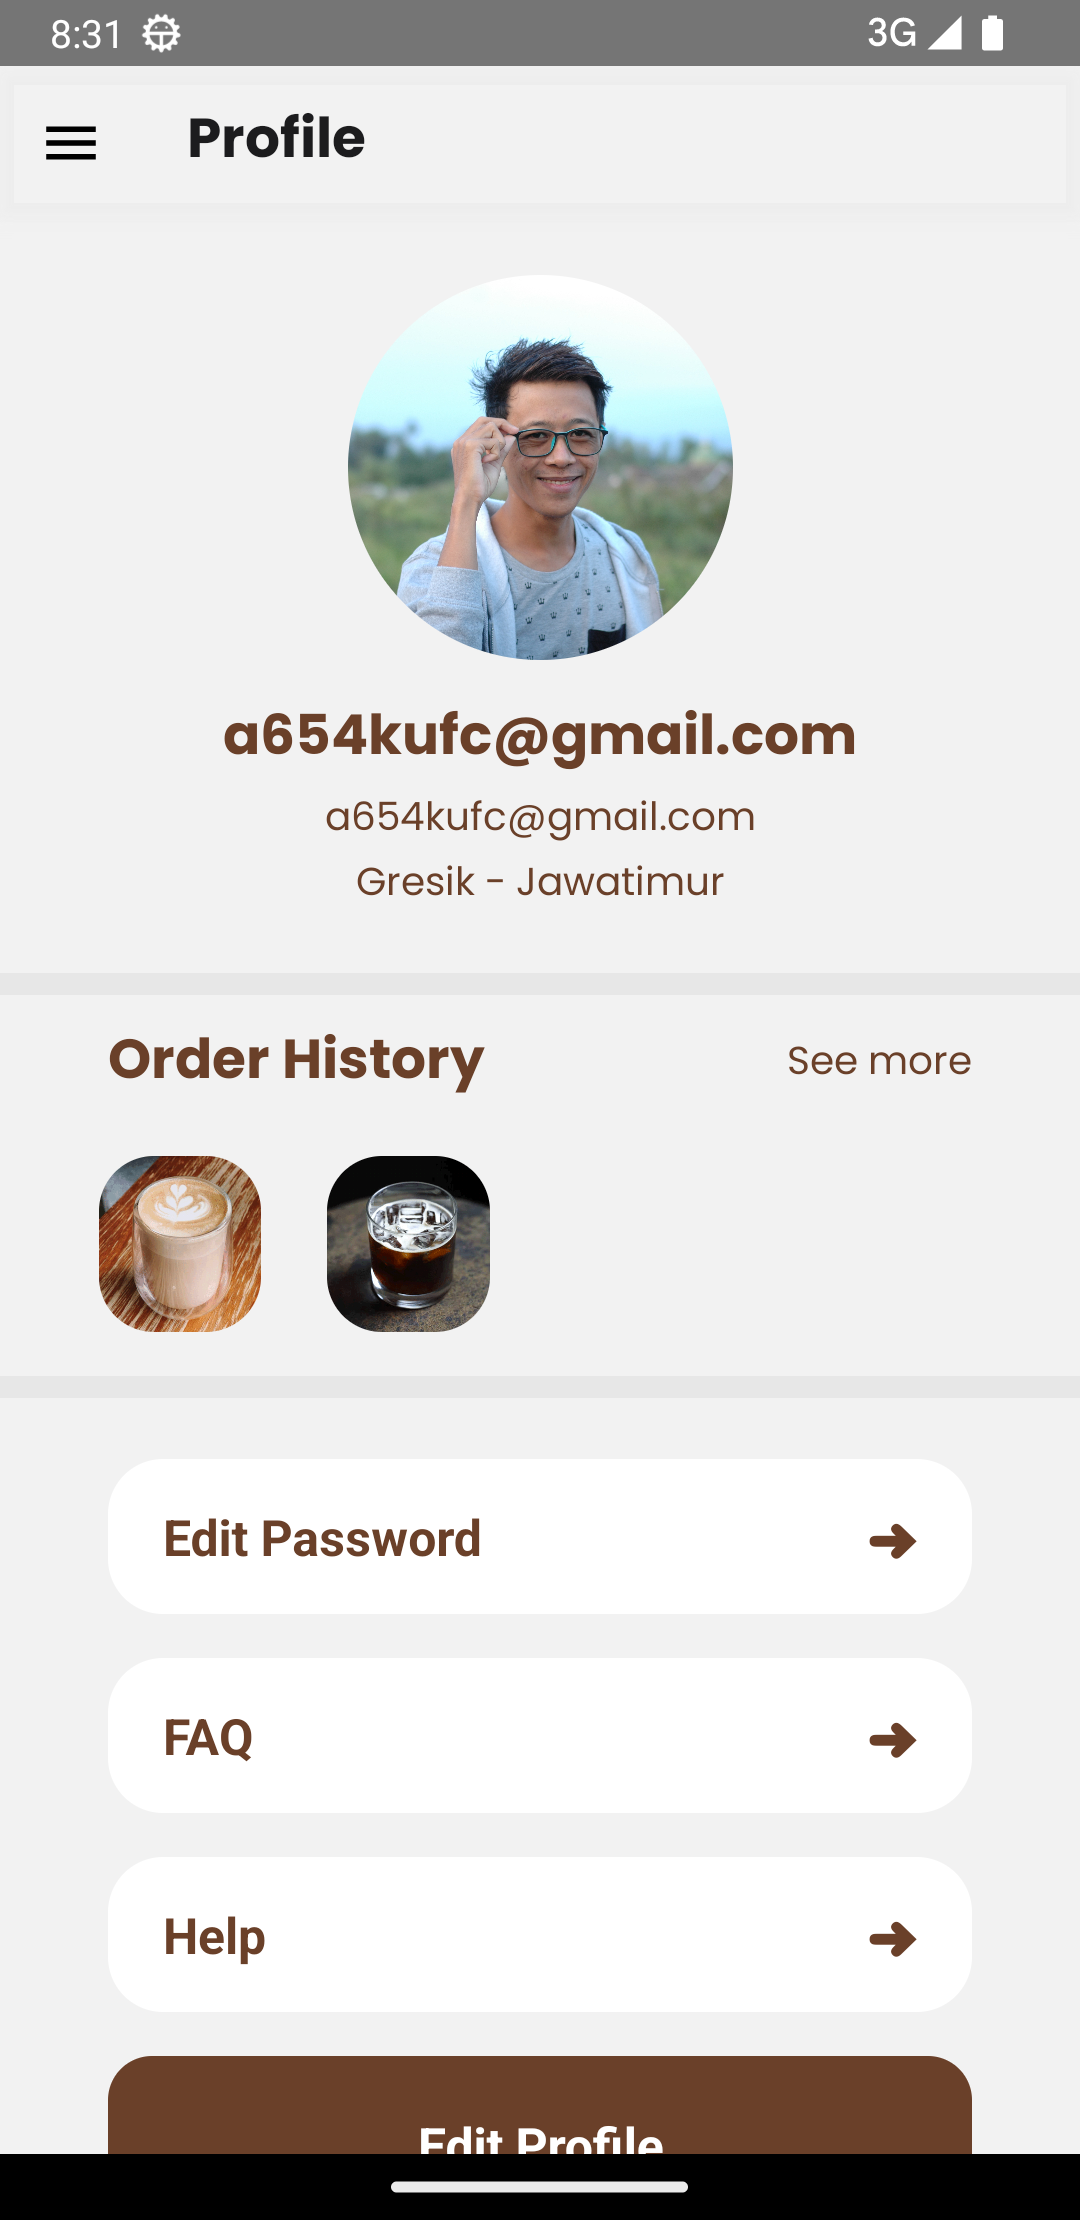 8:31
3G
Profile
a654kufc@gmail.com
a654kufc@gmail.com
Gresik - Jawatimur
Order History
See more
Edit Password
FAQ
Help
Edit Profile